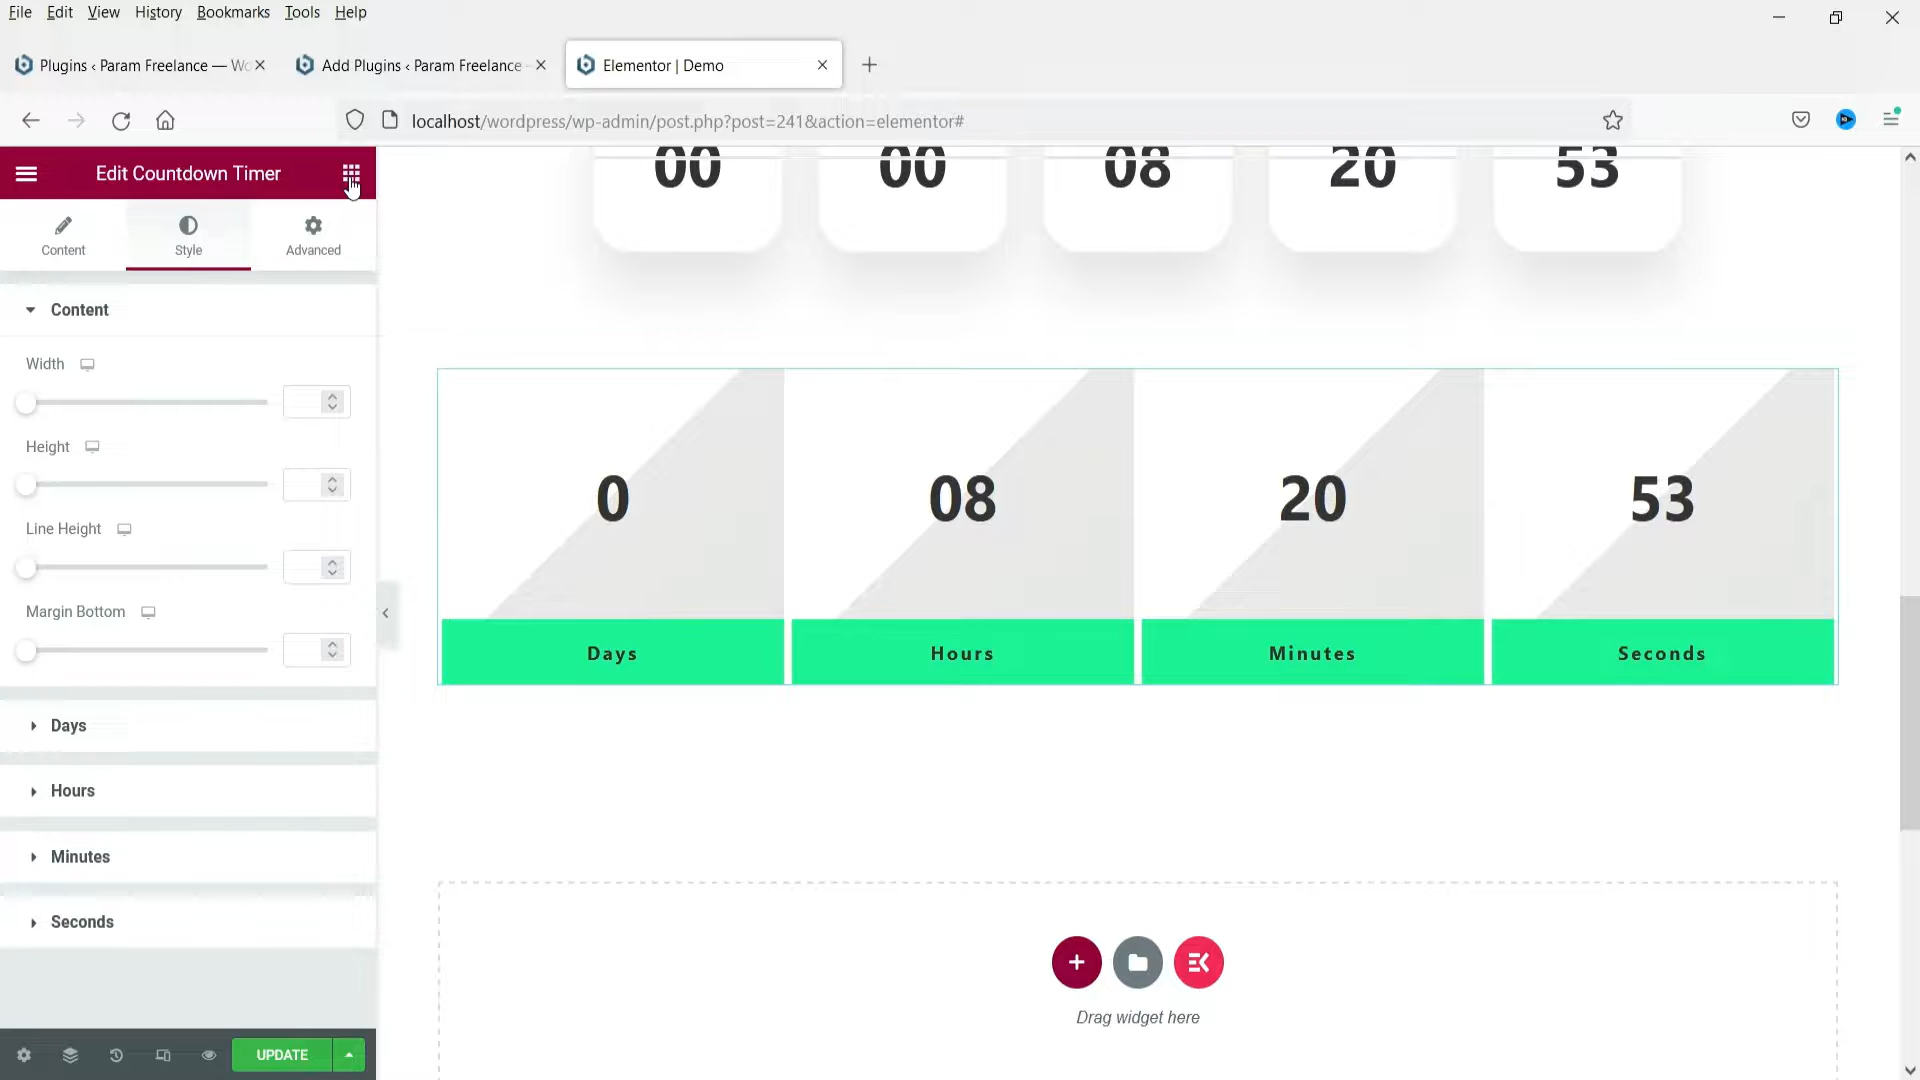 File Edit View History Bookmarks Tools Help
Plugins ‹ Param Freelance — Wo
Add Plugins ‹ Param Freelance
Elementor | Demo
localhost/wordpress/wp-admin/post.php?post=241&action=elementor#
Edit Countdown Timer
Content
Style
Advanced
Content
Width
Height
Line Height
Margin Bottom
Days
Hours
Minutes
Seconds
UPDATE
00 00 08 20 53
0 08 20 53
Days Hours Minutes Seconds
Drag widget here